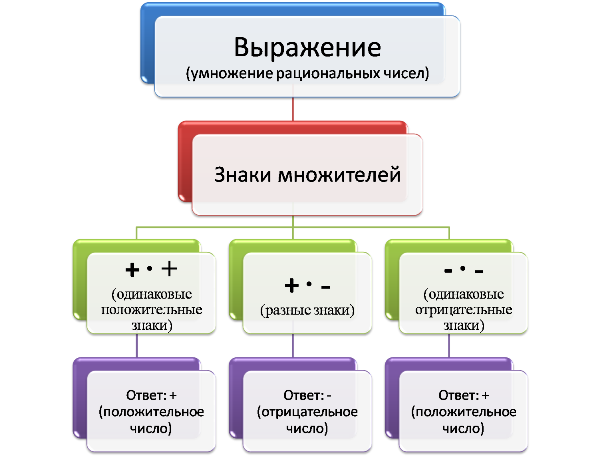 Выражение
(умножение рациональных чисел)
Знаки множителей
+ · +
(одинаковые
положительные
знаки)
+ · -
(разные знаки)
- · -
(одинаковые
отрицательные
знаки)
Ответ: +
(положительное
число)
Ответ: -
(отрицательное
число)
Ответ: +
(положительное
число)